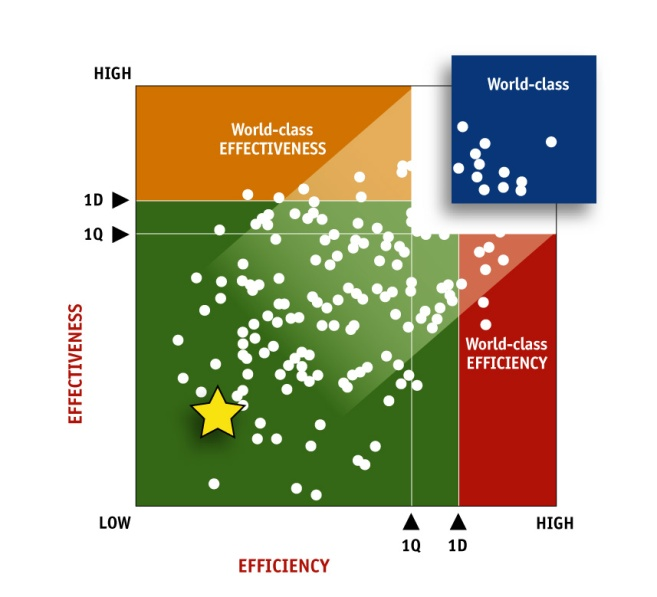 HIGH
World-class
World-class
EFFECTIVENESS
1D
1Q
EFFECTIVENESS
World-class
EFFICIENCY
LOW
HIGH
1Q
1D
EFFICIENCY